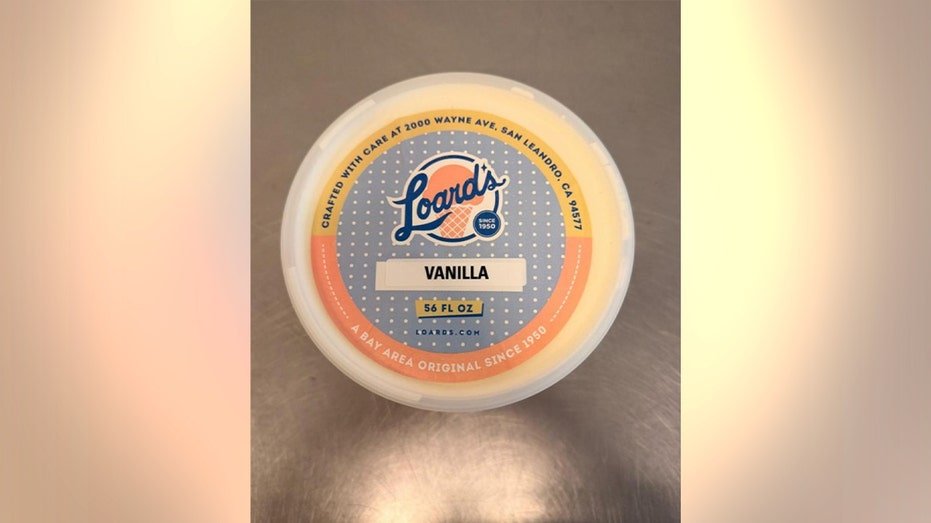 CRAFTED WITH CARE AT 2000 WAYNE AVE, SAN LEANDRO, CA 94577
Loard's
SINCE
1950
VANILLA
56 FL OZ
LOARDS.COM
A BAY AREA ORIGINAL SINCE 1950